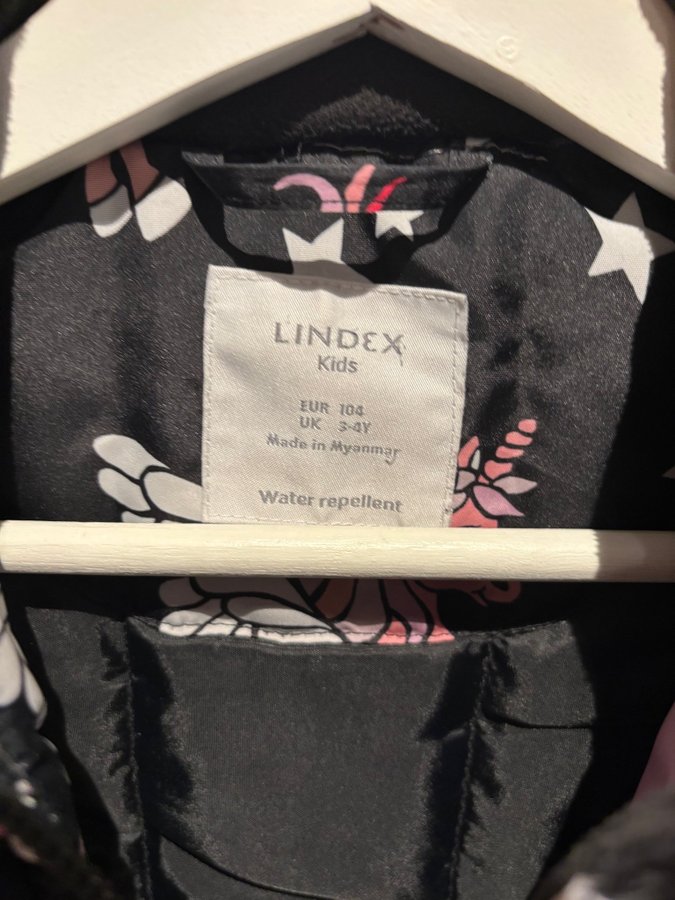 LINDEX
Kids
EUR 104
UK 3-4Y
Made in Myanmar
Water repellent